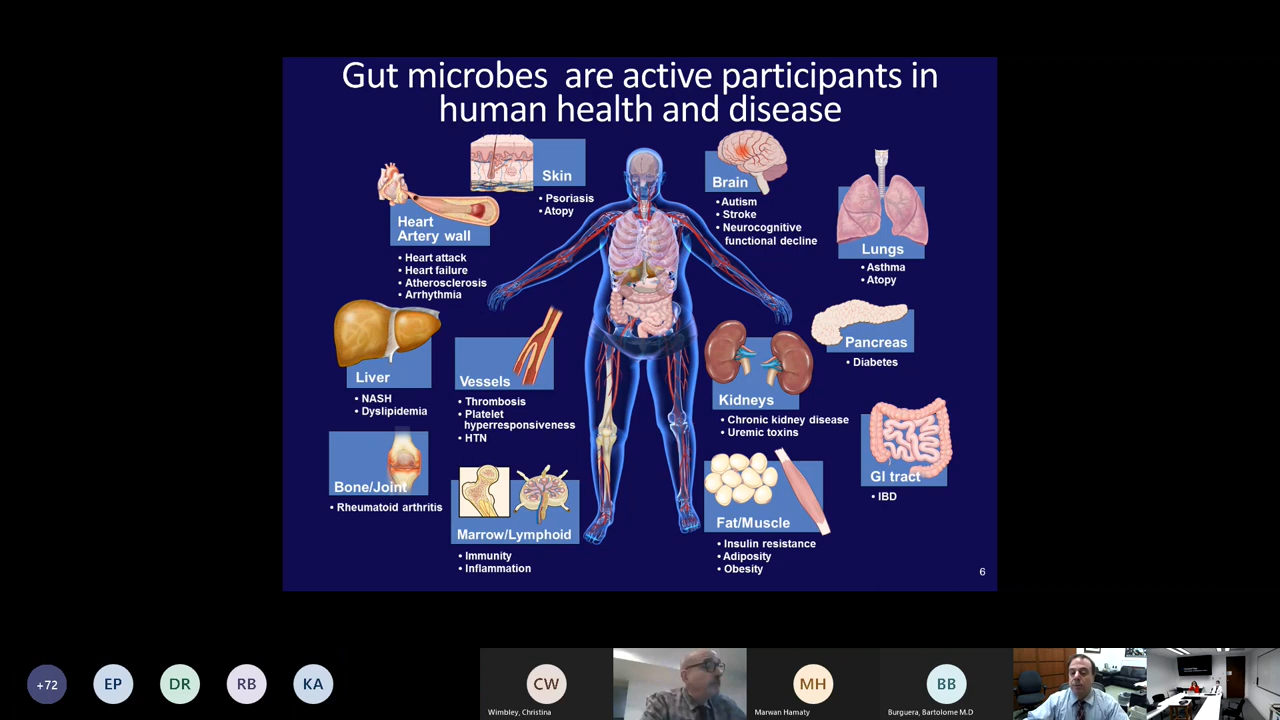 Gut microbes are active participants in
human health and disease
Skin
• Psoriasis
• Atopy
Brain
• Autism
• Stroke
• Neurocognitive
functional decline
Heart
Artery wall
• Heart attack
• Heart failure
• Atherosclerosis
• Arrhythmia
Lungs
• Asthma
• Atopy
Liver
• NASH
• Dyslipidemia
Vessels
• Thrombosis
• Platelet
hyperresponsiveness
• HTN
Kidneys
• Chronic kidney disease
• Uremic toxins
Pancreas
• Diabetes
Bone/Joint
• Rheumatoid arthritis
Marrow/Lymphoid
• Immunity
• Inflammation
Fat/Muscle
• Insulin resistance
• Adiposity
• Obesity
GI tract
• IBD
6
+72
EP
DR
RB
KA
CW
Wimbley, Christina
MH
Marwan Hamaty
BB
Burguera, Bartolome M.D